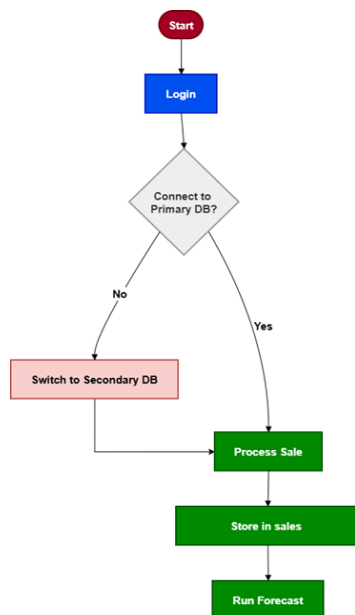 Start
Login
Connect to
Primary DB?
No
Yes
Switch to Secondary DB
Process Sale
Store in sales
Run Forecast